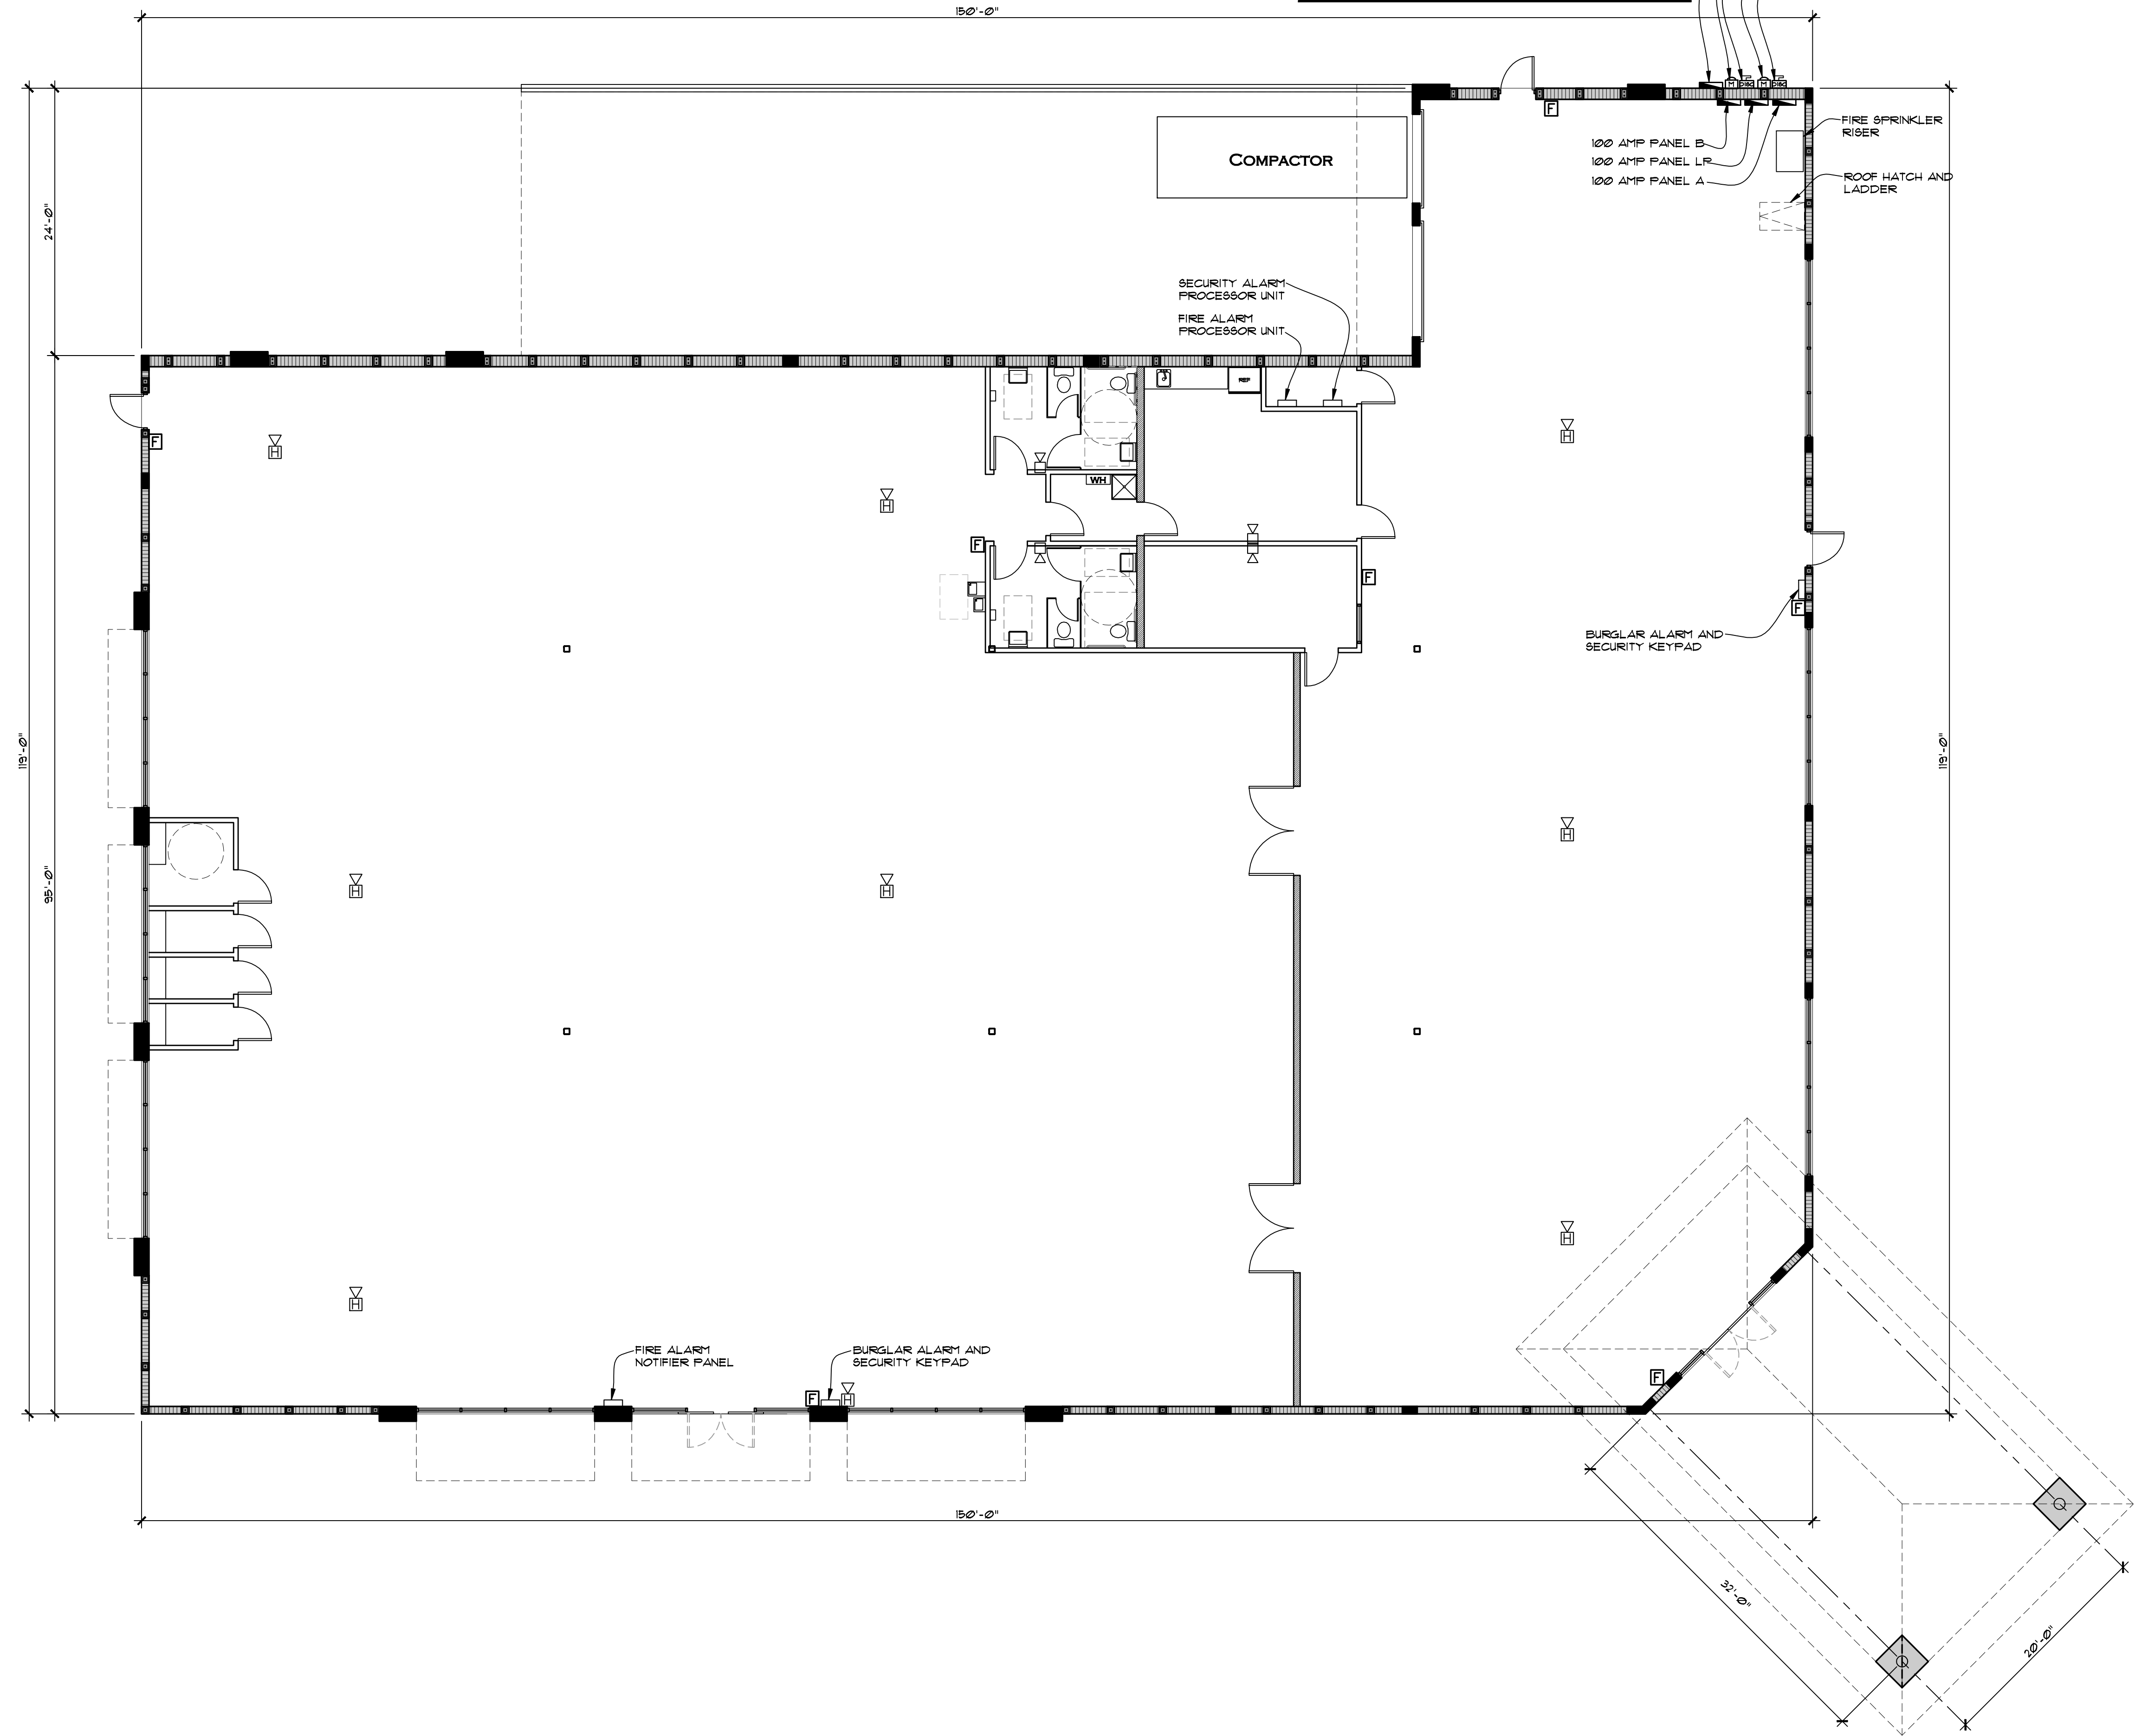 150'-0"
M
DISC
M
DISC
F
FIRE SPRINKLER
RISER
100 AMP PANEL B
100 AMP PANEL LP
100 AMP PANEL A
COMPACTOR
ROOF HATCH AND
LADDER
24'-0"
SECURITY ALARM
PROCESSOR UNIT
FIRE ALARM
PROCESSOR UNIT
REF
F
H
H
WH
H
F
F
F
BURGLAR ALARM AND
SECURITY KEYPAD
119'-0"
119'-0"
95'-0"
H
H
H
H
H
FIRE ALARM
NOTIFIER PANEL
BURGLAR ALARM AND
SECURITY KEYPAD
F
H
F
150'-0"
32'-0"
20'-0"